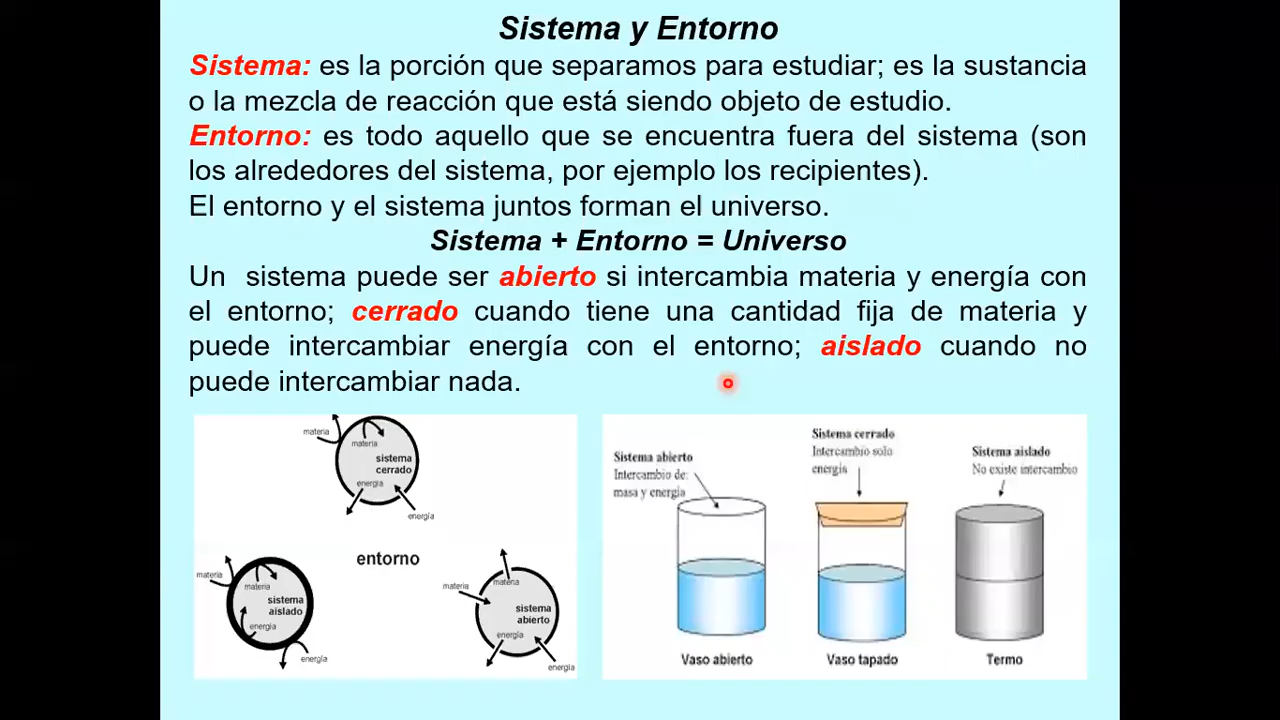 Sistema y Entorno
Sistema: es la porción que separamos para estudiar; es la sustancia
o la mezcla de reacción que está siendo objeto de estudio.
Entorno: es todo aquello que se encuentra fuera del sistema (son
los alrededores del sistema, por ejemplo los recipientes).
El entorno y el sistema juntos forman el universo.
Sistema + Entorno = Universo
Un sistema puede ser abierto si intercambia materia y energía con
el entorno; cerrado cuando tiene una cantidad fija de materia y
puede intercambiar energía con el entorno; aislado cuando no
puede intercambiar nada.
materia
materia
sistema
cerrado
energía
energía
entorno
materia
materia
sistema
aislado
energía
energía
materia
materia
sistema
abierto
energía
energía
Sistema abierto
Intercambio de:
masa y energía
Vaso abierto
Sistema cerrado
Intercambio solo
energía
Vaso tapado
Sistema aislado
No existe intercambio
Termo